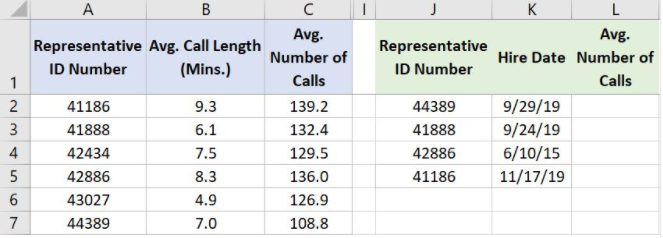 A B C I J K L
1 Representative ID Number Avg. Call Length (Mins.) Avg. Number of Calls Representative ID Number Hire Date Avg. Number of Calls
2 41186 9.3 139.2 44389 9/29/19
3 41888 6.1 132.4 41888 9/24/19
4 42434 7.5 129.5 42886 6/10/15
5 42886 8.3 136.0 41186 11/17/19
6 43027 4.9 126.9
7 44389 7.0 108.8